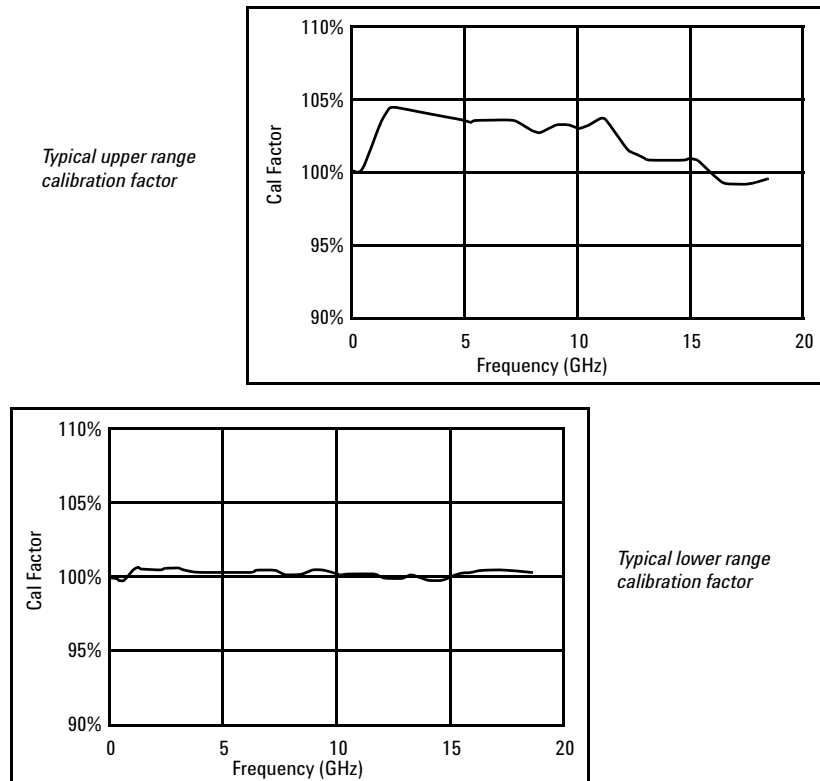 Typical upper range
calibration factor
Cal Factor
110%
105%
100%
95%
90%
0 5 10 15 20
Frequency (GHz)
Cal Factor
110%
105%
100%
95%
90%
0 5 10 15 20
Frequency (GHz)
Typical lower range
calibration factor